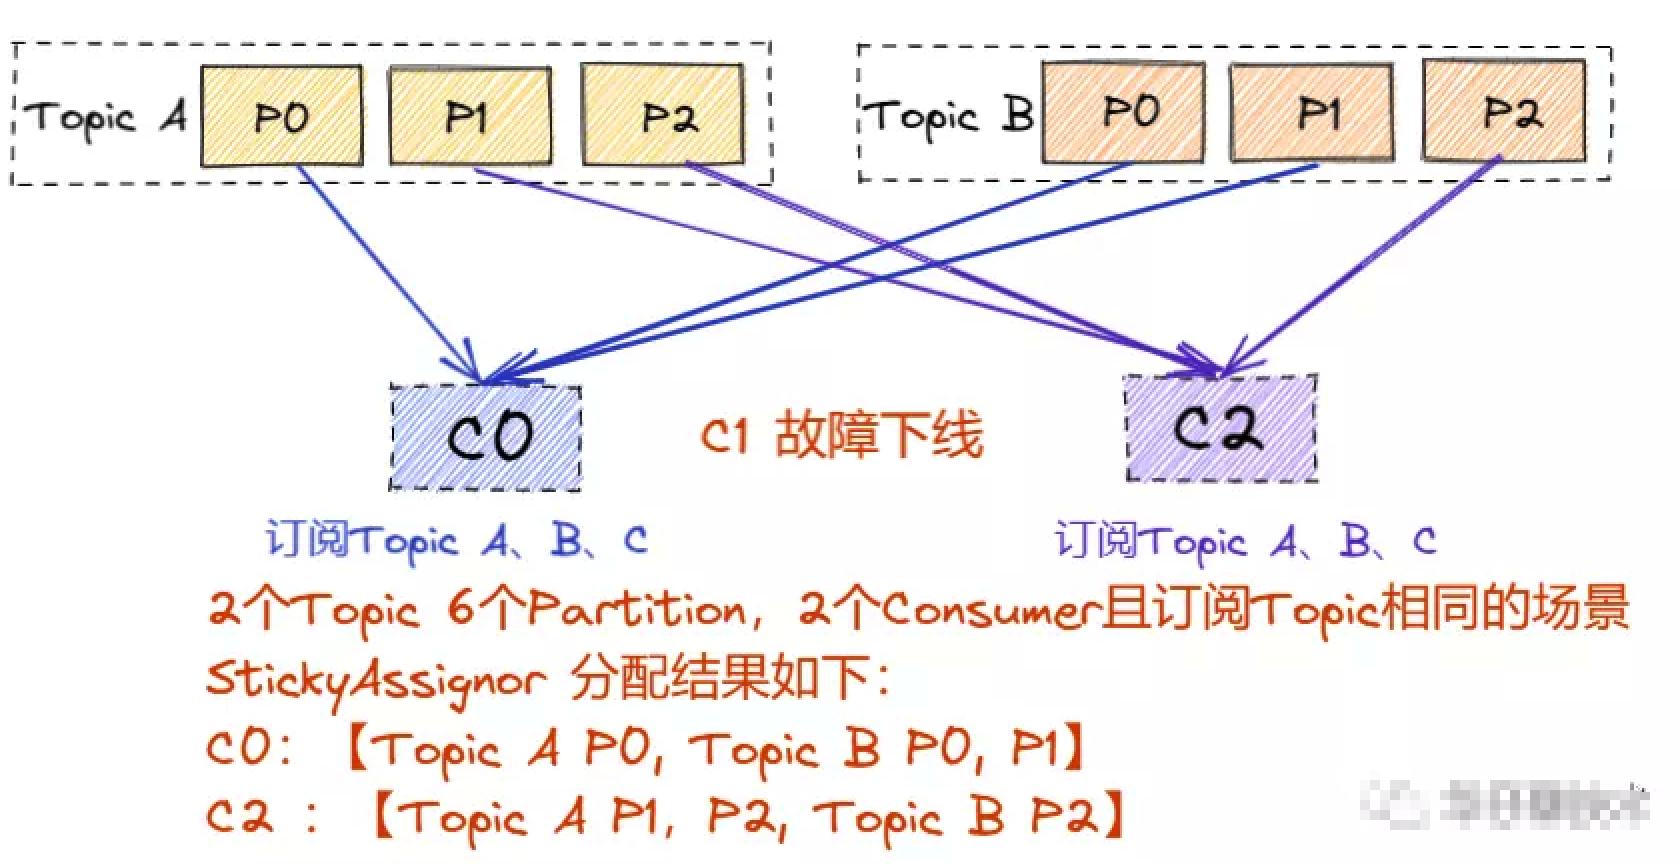 Topic A P0 P1 P2 Topic B P0 P1 P2
C0 C1 故障下线 C2
订阅Topic A、B、C 订阅Topic A、B、C
2个Topic 6个Partition，2个Consumer且订阅Topic相同的场景
StickyAssignor 分配结果如下：
C0：【Topic A P0, Topic B P0, P1】
C2 ：【Topic A P1, P2, Topic B P2】